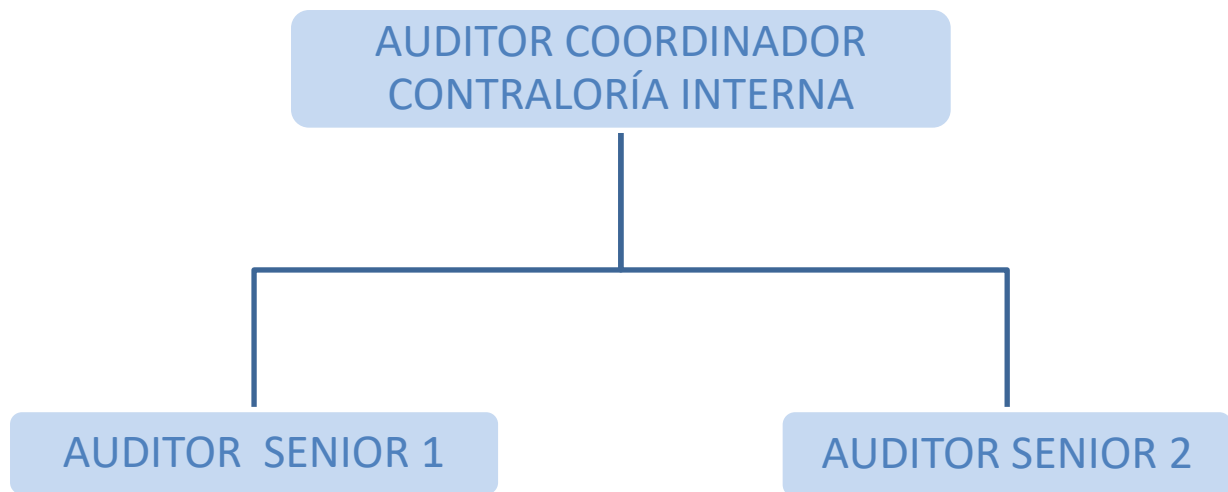 AUDITOR COORDINADOR
CONTRALORÍA INTERNA
AUDITOR  SENIOR 1
AUDITOR SENIOR 2